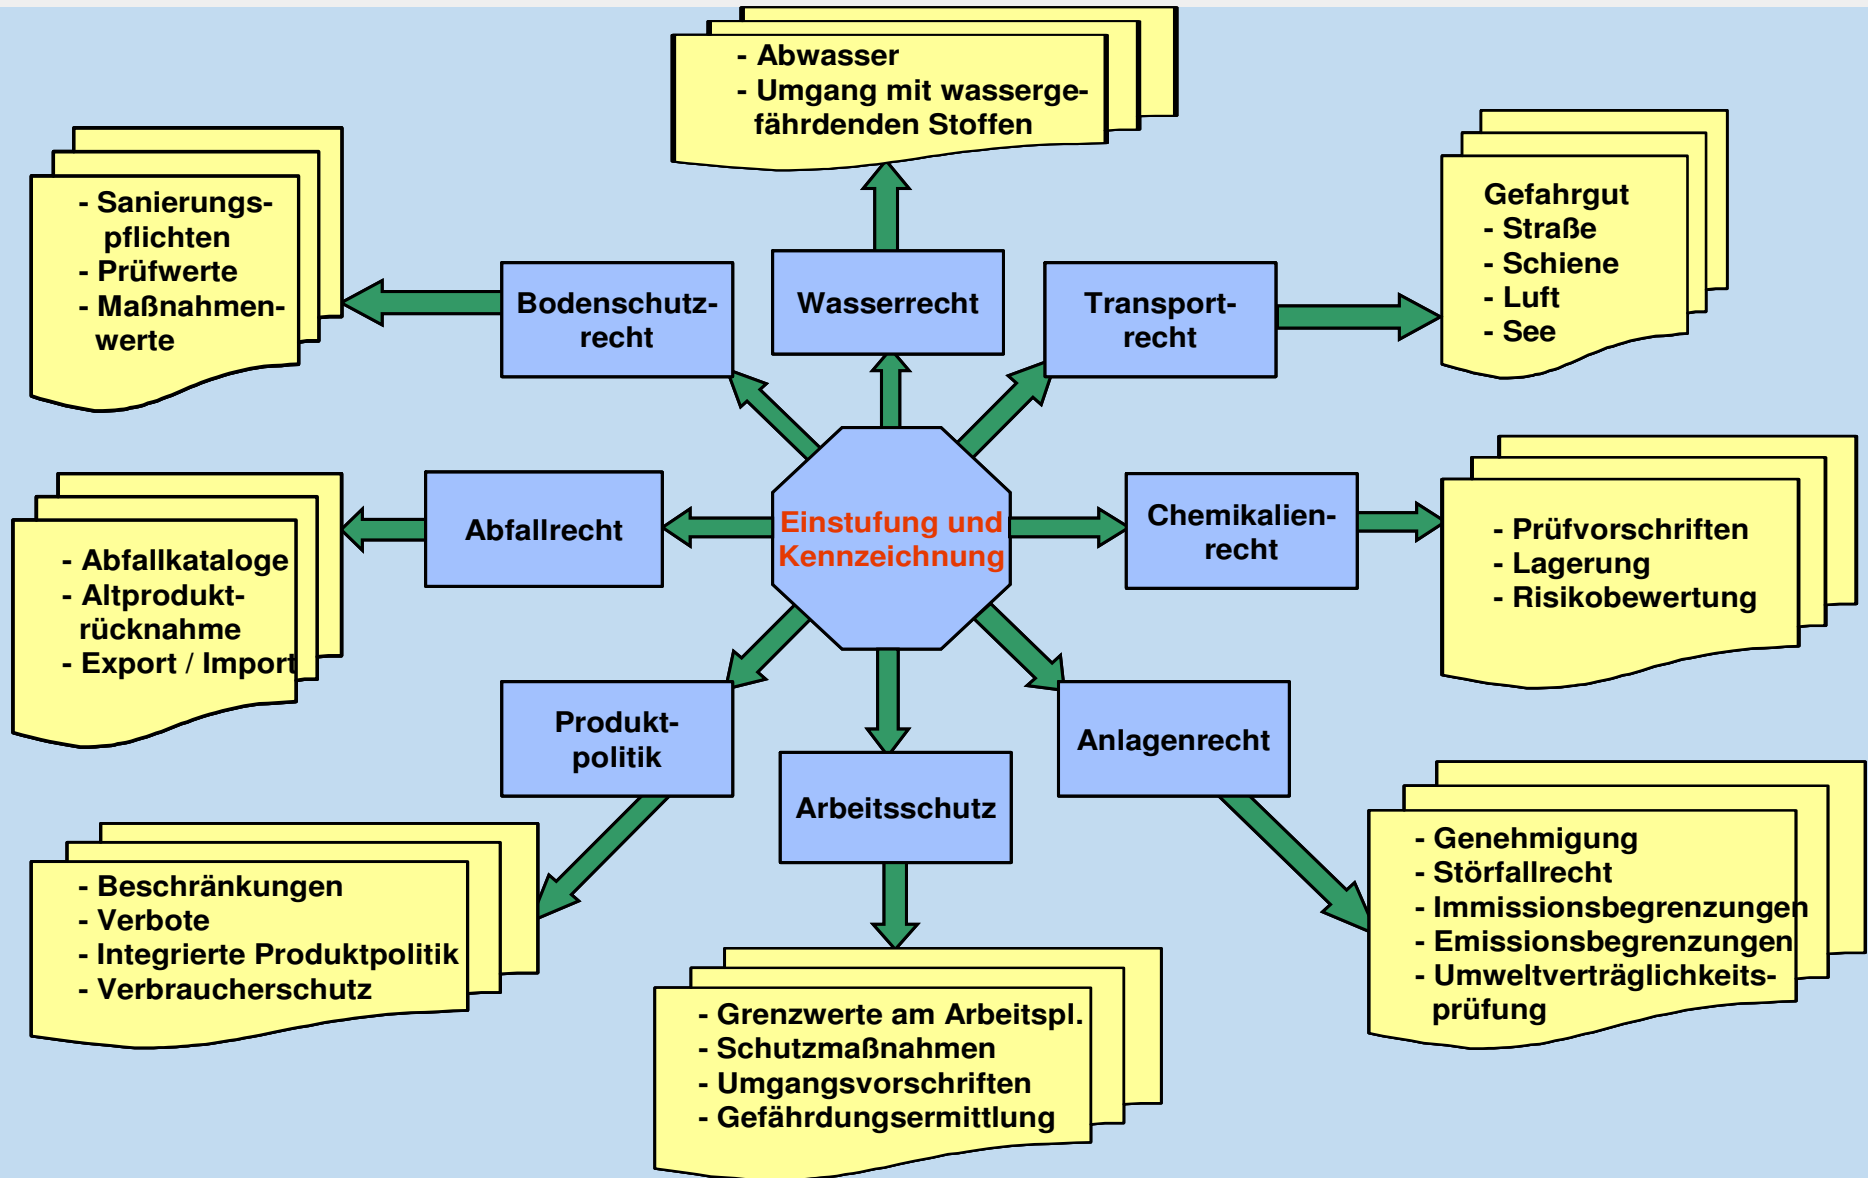 - Abwasser
- Umgang mit wasserge-
fährdenden Stoffen
- Sanierungs-
pflichten
- Prüfwerte
- Maßnahmen-
werte
Gefahrgut
- Straße
- Schiene
- Luft
- See
Bodenschutz-
recht
Wasserrecht
Transport-
recht
Abfallrecht
Einstufung und
Kennzeichnung
Chemikalien-
recht
- Abfallkataloge
- Altprodukt-
rücknahme
- Export / Import
- Prüfvorschriften
- Lagerung
- Risikobewertung
Produkt-
politik
Arbeitsschutz
Anlagenrecht
- Beschränkungen
- Verbote
- Integrierte Produktpolitik
- Verbraucherschutz
- Grenzwerte am Arbeitspl.
- Schutzmaßnahmen
- Umgangsvorschriften
- Gefährdungsermittlung
- Genehmigung
- Störfallrecht
- Immissionsbegrenzungen
- Emissionsbegrenzungen
- Umweltverträglichkeits-
prüfung